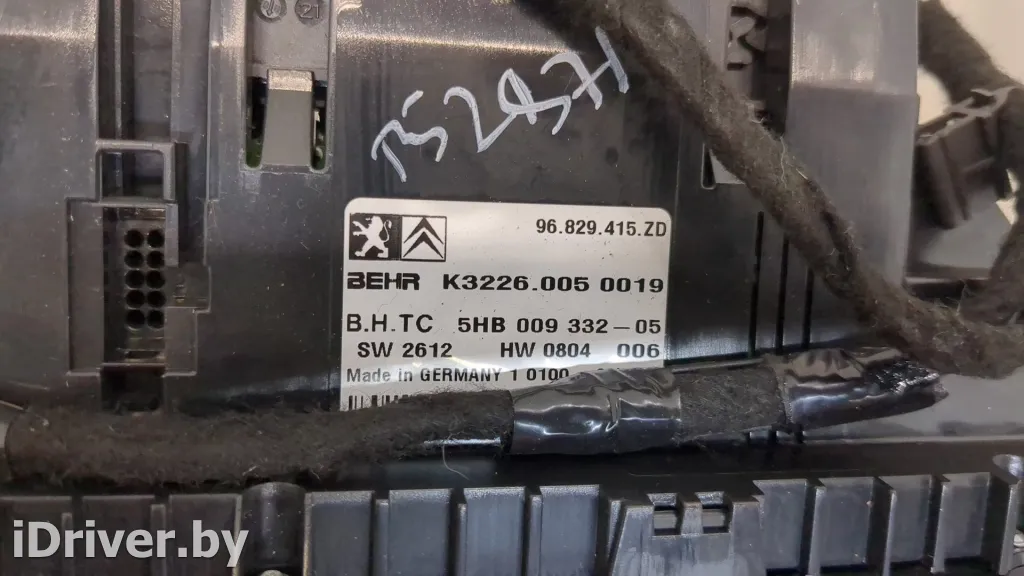 21
96.829.415.ZD
BEHR K3226.005 0019
B.H.TC 5HB 009 332-05
SW 2612 HW 0804 006
Made in GERMANY 1 0100
iDriver.by